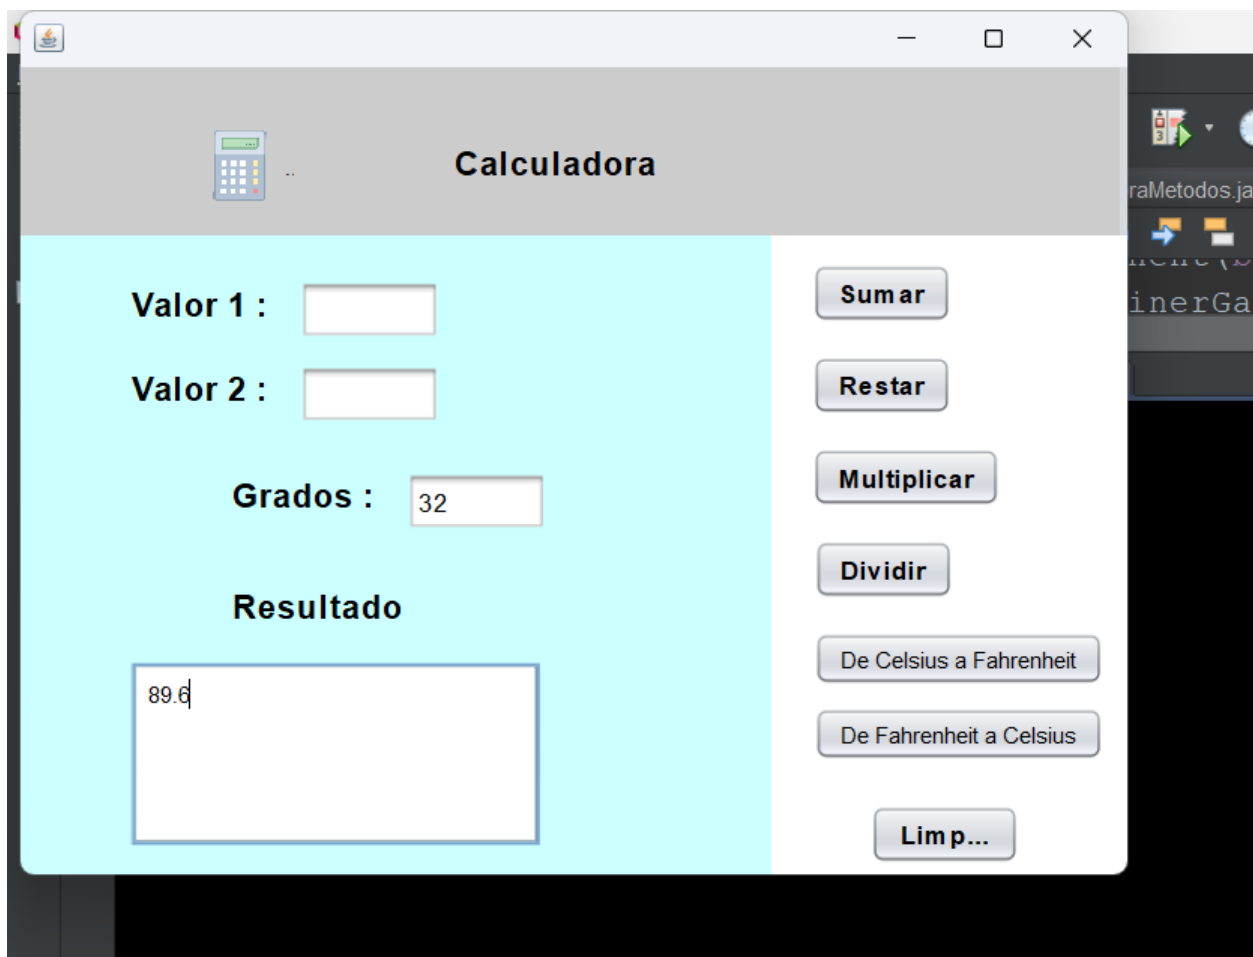 ..
Calculadora
Valor 1 :
Valor 2 :
Grados :
32
Resultado
89.6
Sumar
Restar
Multiplicar
Dividir
De Celsius a Fahrenheit
De Fahrenheit a Celsius
Limp...
raMetodos.ja
inerGa